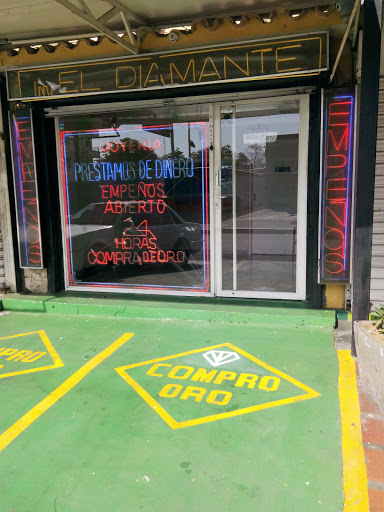 EL DIAMANTE
EMPEÑOS
JOYERIA
PRESTAMOS DE DINERO
EMPEÑOS
ABIERTO
24
HORAS
COMPRA DE ORO
EMPEÑOS
COMPRO
ORO